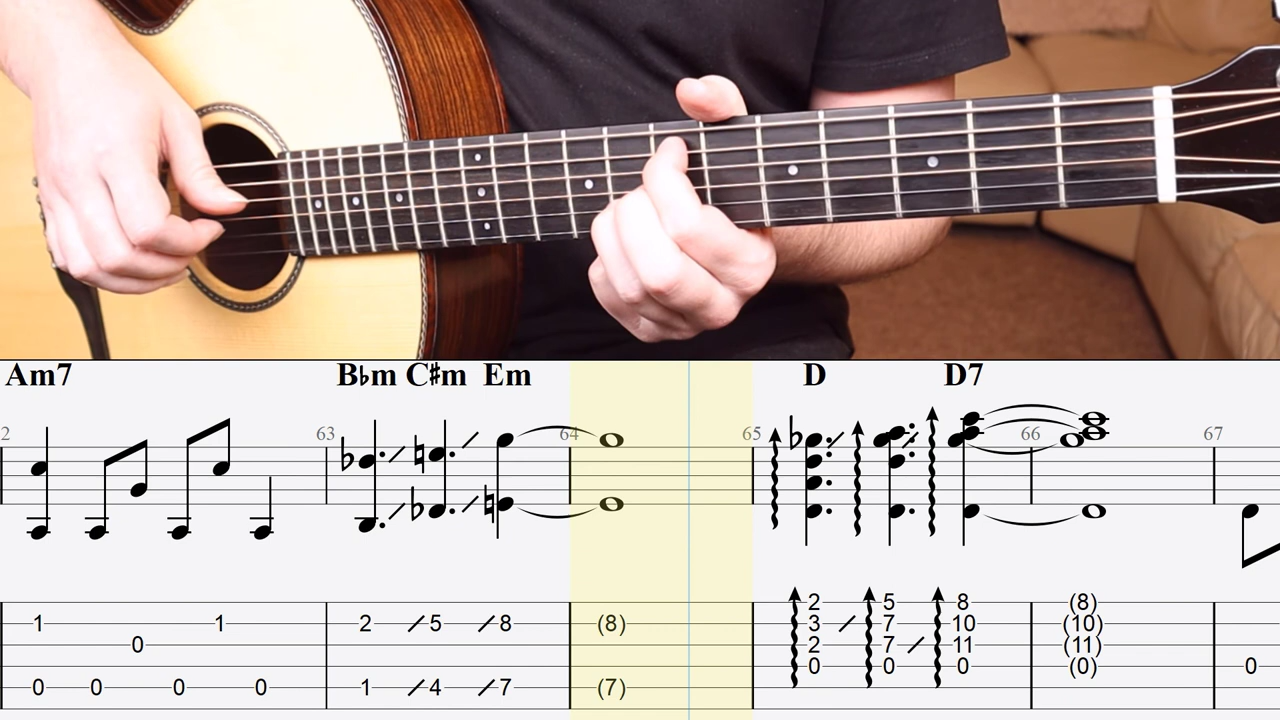 Am7 B♭m C♯m Em D D7
2 63 64 65 66 67
2 5 8 (8)
1 1 2 5 8 (8) 3 7 10 (10)
0 2 7 11 (11)
0 0 0 (0) 0
0 0 0 0 1 4 7 (7)